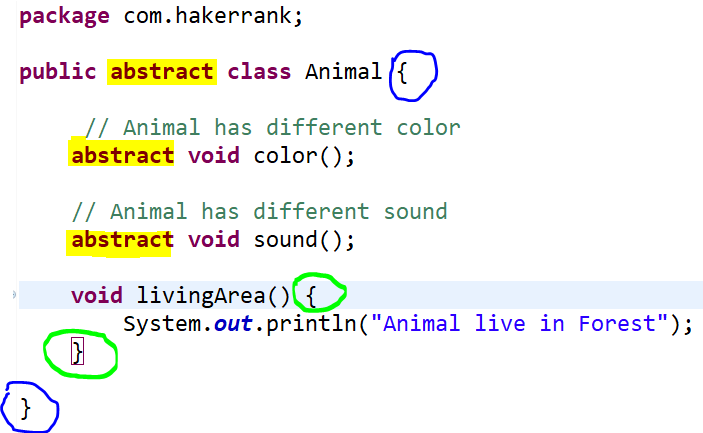 package com.hakerrank;
public abstract class Animal {
// Animal has different color
abstract void color();
// Animal has different sound
abstract void sound();
void livingArea() {
System.out.println("Animal live in Forest");
}
}